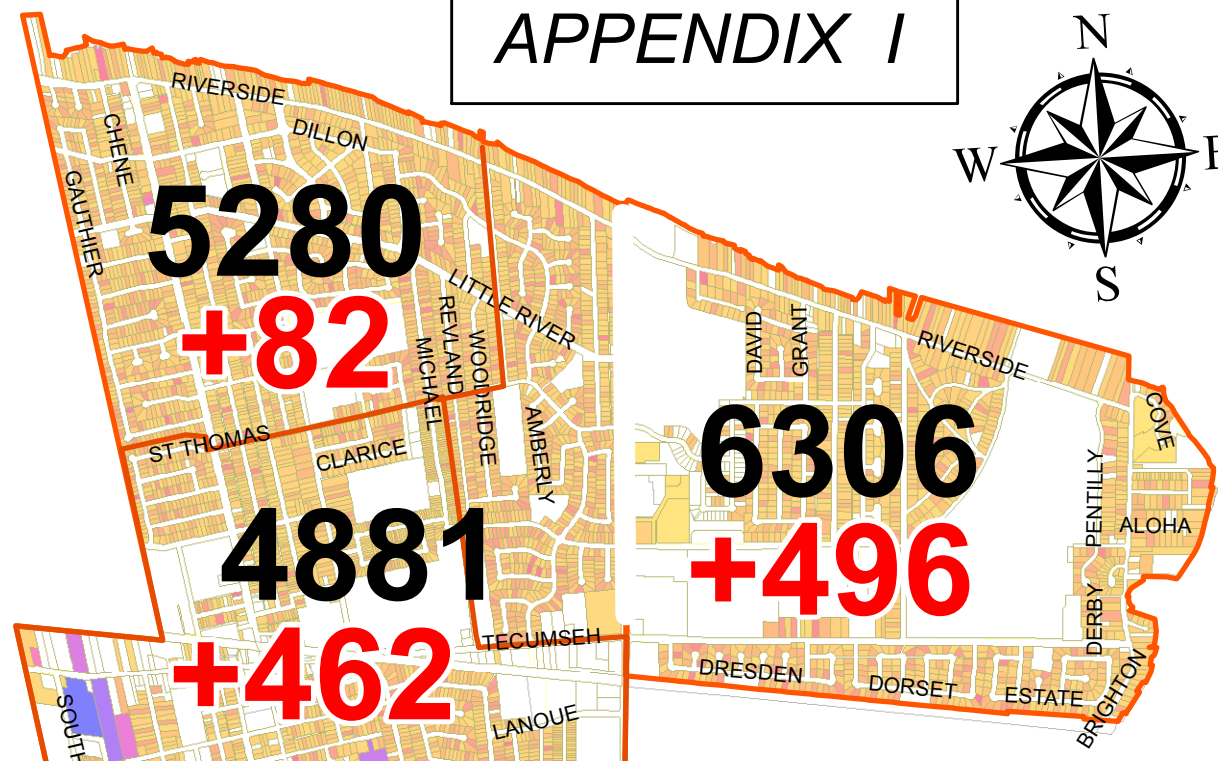 APPENDIX I
N
W
S
RIVERSIDE
DILLON
CHENE
GAUTHIER
5280
+82
LITTLE RIVER
REVLAND
MICHAEL
WOODRIDGE
AMBERLY
ST THOMAS
CLARICE
4881
+462
TECUMSEH
LANOUE
DAVID
GRANT
RIVERSIDE
6306
+496
COVE
PENTILLY
ALOHA
DERBY
DRESDEN
DORSET
ESTATE
BRIGHTON
SOUTH